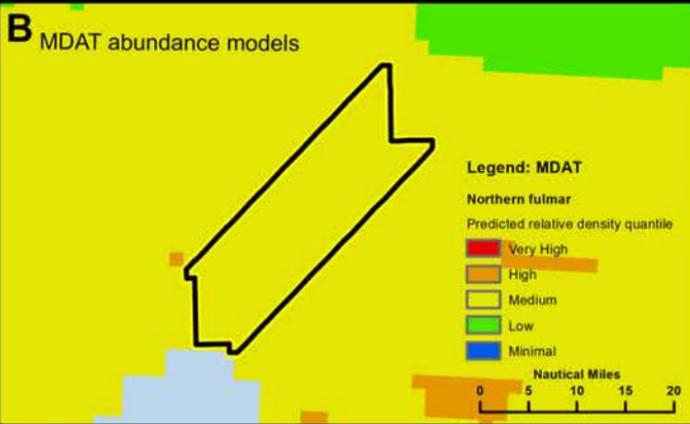 B MDAT abundance models
Legend: MDAT
Northern fulmar
Predicted relative density quantile
Very High
High
Medium
Low
Minimal
Nautical Miles
0 5 10 15 20